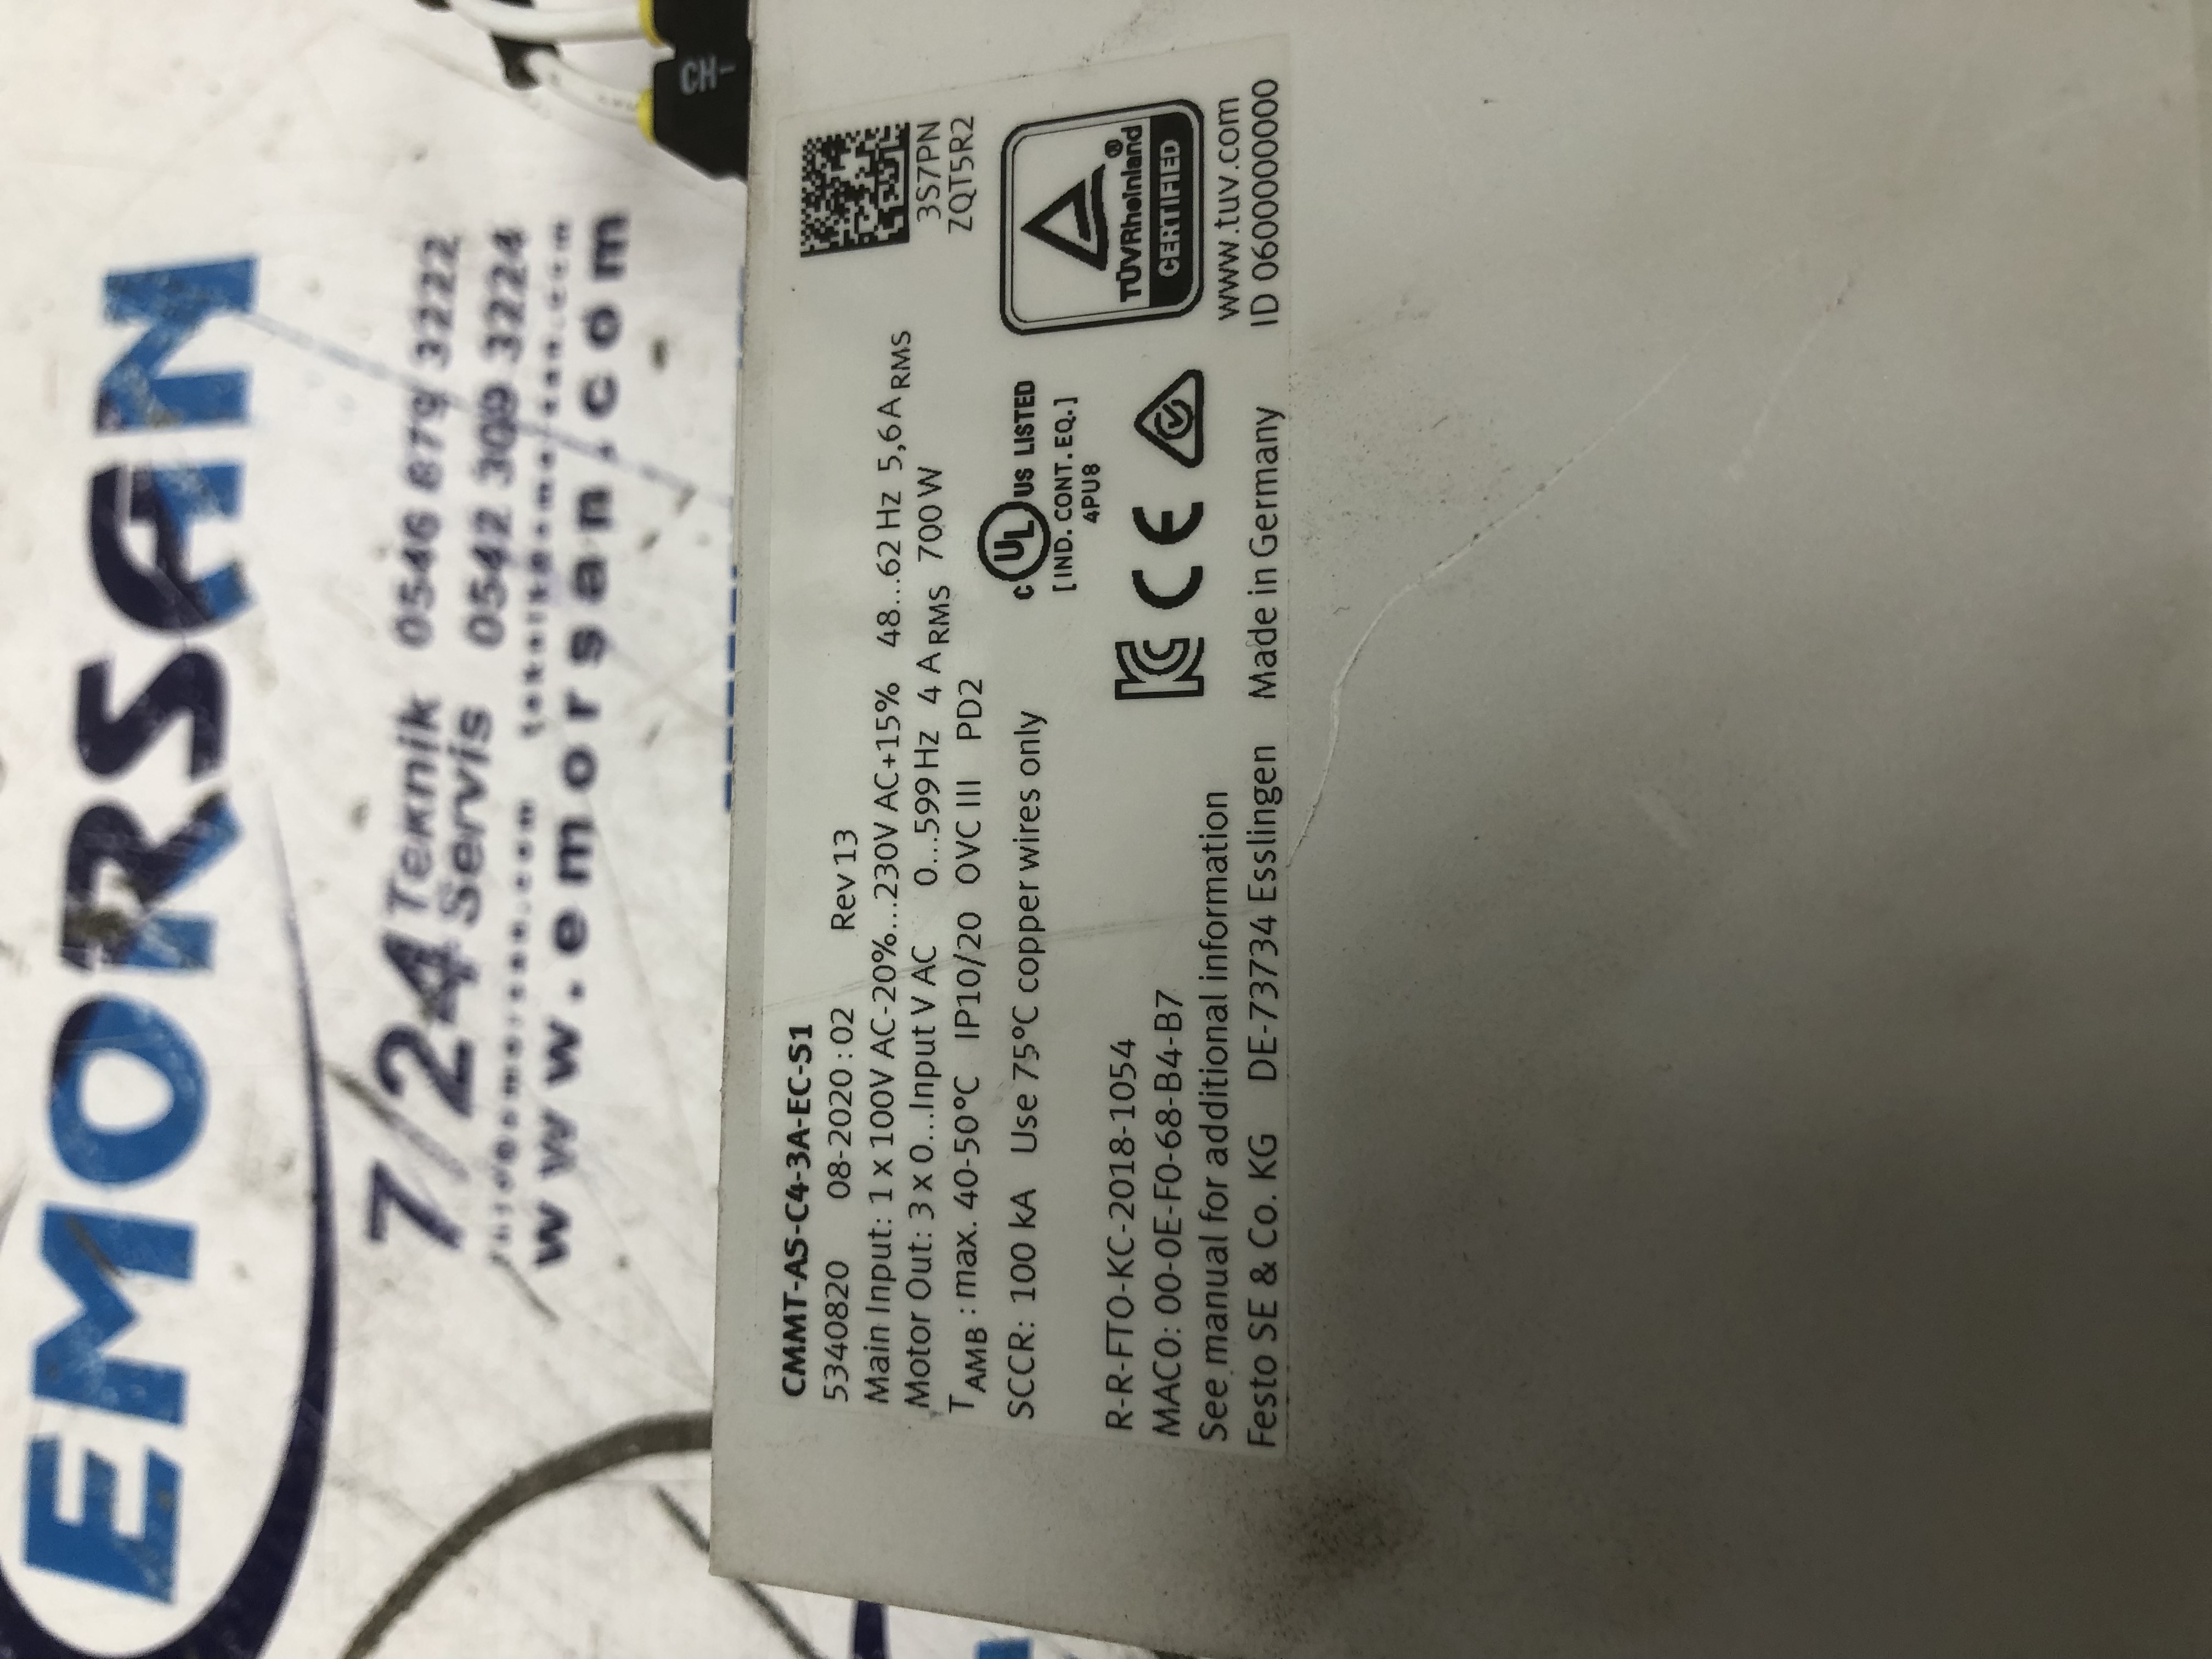 CMMT-AS-C4-3A-EC-S1
5340820 08-2020:02 Rev 13
Main Input: 1 x 100V AC-20%...230V AC+15% 48...62 Hz 5,6 A RMS
Motor Out: 3 x 0...Input V AC 0...599 Hz 4 A RMS 700 W
T AMB : max. 40-50°C IP10/20 OVC III PD2
SCCR: 100 kA Use 75°C copper wires only
R-R-FTO-KC-2018-1054
MAC0: 00-0E-F0-68-B4-B7
See manual for additional information
Festo SE & Co. KG DE-73734 Esslingen Made in Germany
3S7PN
ZQT5R2
c UL US LISTED
[IND. CONT. EQ.]
4PU8
KC CE
TÜVRheinland®
CERTIFIED
www.tuv.com
ID 0600000000
CH-
EMORSAN
7/24 Teknik Servis
0546 879 3222
0542 309 3224
www.emorsan.com